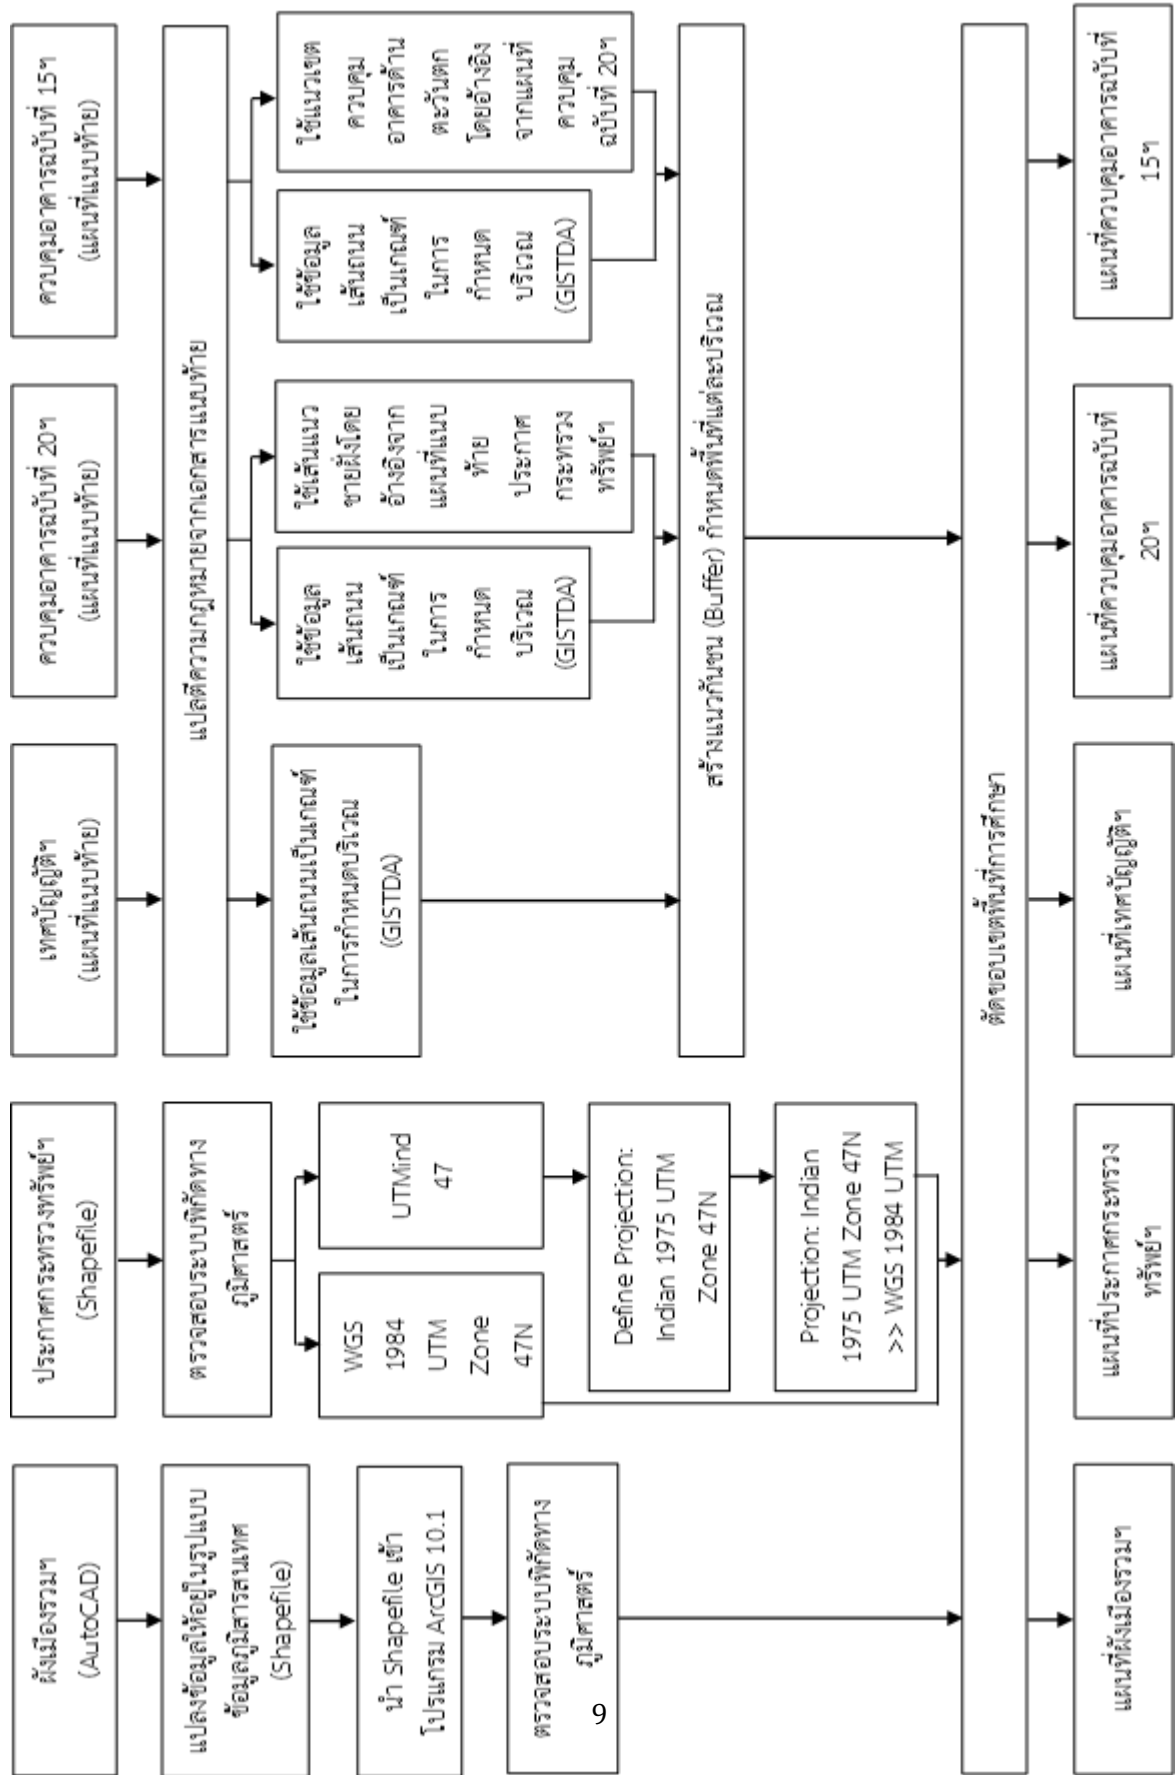 ผังเมืองรวมฯ
(AutoCAD)
ประกาศกระทรวงทรัพย์ฯ
(Shapefile)
เทศบัญญัติฯ
(แผนที่แนบท้าย)
ควบคุมอาคารฉบับที่ 20ฯ
(แผนที่แนบท้าย)
ควบคุมอาคารฉบับที่ 15ฯ
(แผนที่แนบท้าย)
แปลงข้อมูลให้อยู่ในรูปแบบ
ข้อมูลภูมิสารสนเทศ
(Shapefile)
ตรวจสอบระบบพิกัดทาง
ภูมิศาสตร์
แปลตีความกฎหมายจากเอกสารแนบท้าย
นำ Shapefile เข้า
โปรแกรม ArcGIS 10.1
WGS
1984
UTM
Zone
47N
UTMind
47
ใช้ข้อมูลเส้นถนนเป็นเกณฑ์
ในการกำหนดบริเวณ
(GISTDA)
ใช้ข้อมูล
เส้นถนน
เป็นเกณฑ์
ในการ
กำหนด
บริเวณ
(GISTDA)
ใช้เส้นแนว
ชายฝั่งโดย
อ้างอิงจาก
แผนที่แนบ
ท้าย
ประกาศ
กระทรวง
ทรัพย์ฯ
ใช้ข้อมูล
เส้นถนน
เป็นเกณฑ์
ในการ
กำหนด
บริเวณ
(GISTDA)
ใช้แนวเขต
ควบคุม
อาคารด้าน
ตะวันตก
โดยอ้างอิง
จากแผนที่
ควบคุม
ฉบับที่ 20ฯ
ตรวจสอบระบบพิกัดทาง
ภูมิศาสตร์
Define Projection:
Indian 1975 UTM
Zone 47N
Projection: Indian
1975 UTM Zone 47N
>> WGS 1984 UTM
สร้างแนวกันชน (Buffer) กำหนดพื้นที่แต่ละบริเวณ
ตัดขอบเขตพื้นที่การศึกษา
แผนที่ผังเมืองรวมฯ
แผนที่ประกาศกระทรวง
ทรัพย์ฯ
แผนที่เทศบัญญัติฯ
แผนที่ควบคุมอาคารฉบับที่
20ฯ
แผนที่ควบคุมอาคารฉบับที่
15ฯ
9